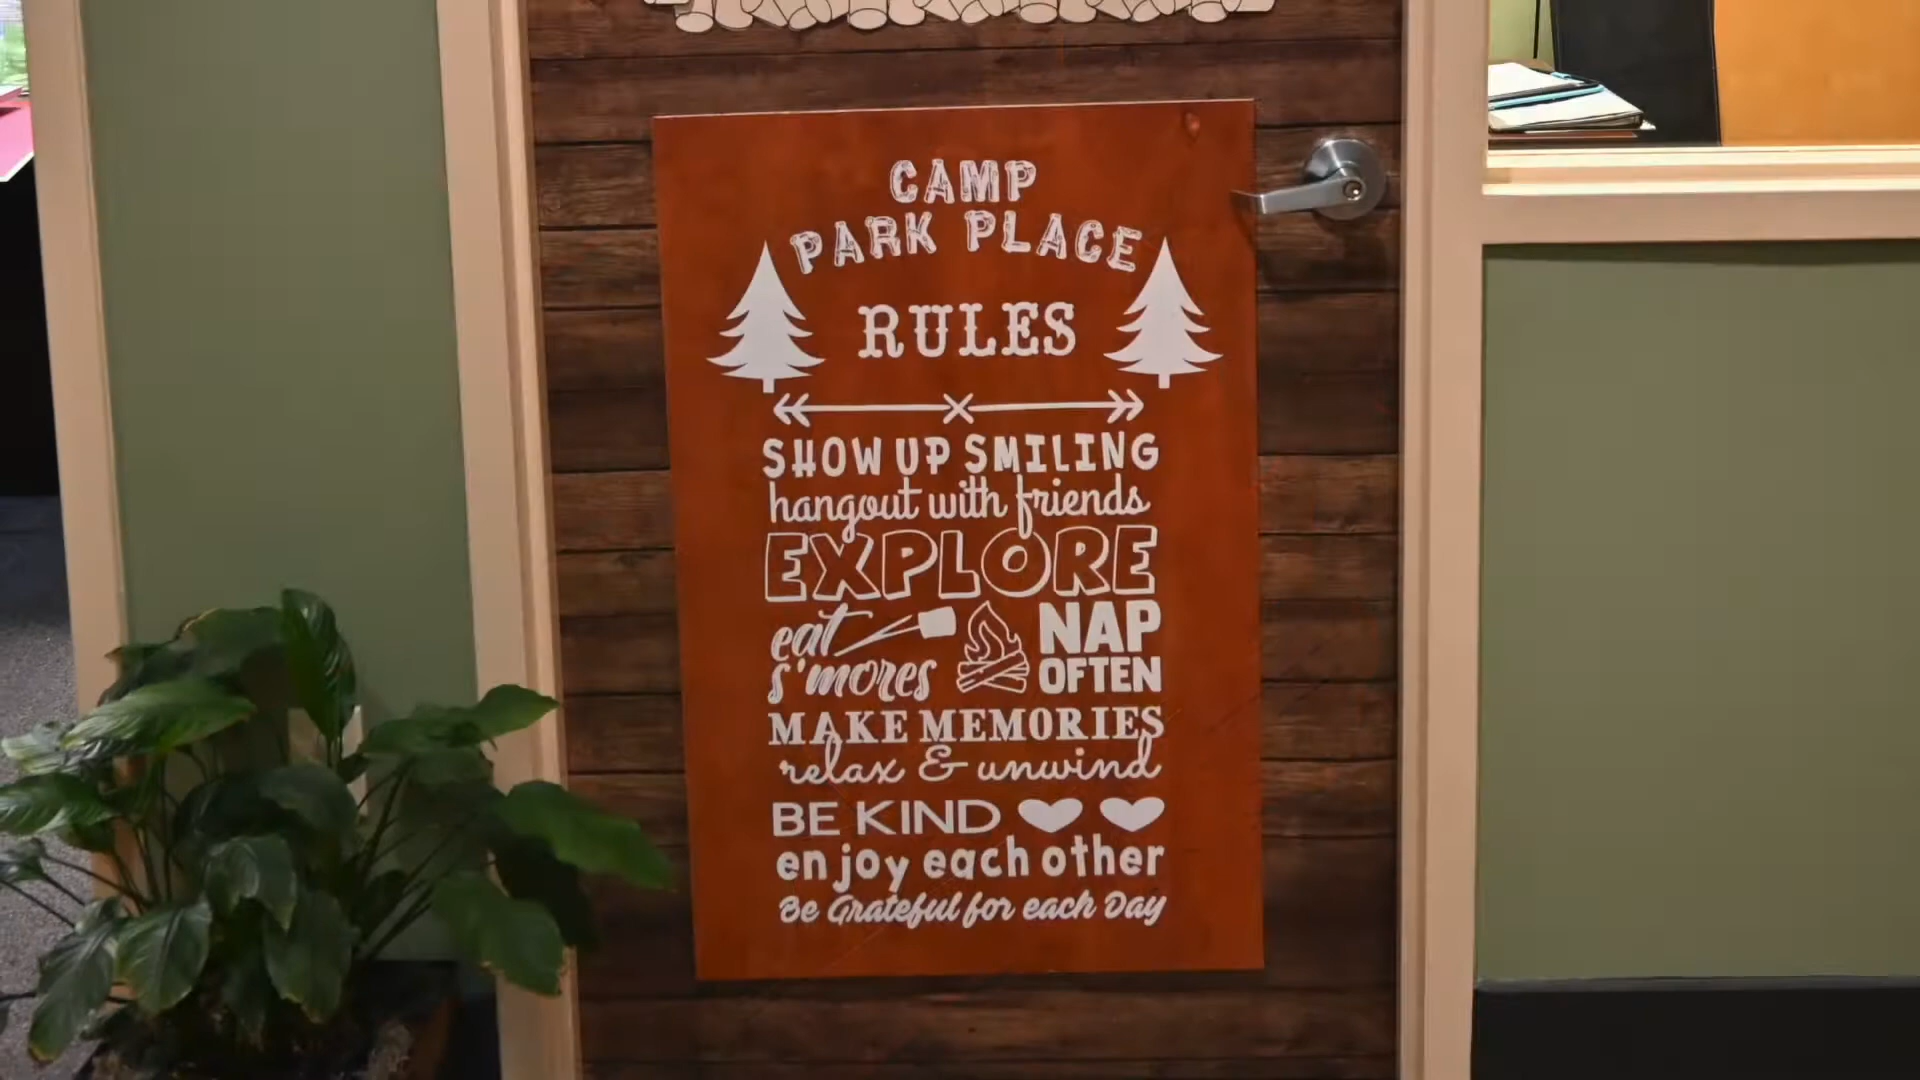 CAMP
PARK PLACE
RULES
SHOW UP SMILING
hangout with friends
EXPLORE
eat
s'mores
NAP
OFTEN
MAKE MEMORIES
relax & unwind
BE KIND
enjoy each other
Be Grateful for each Day